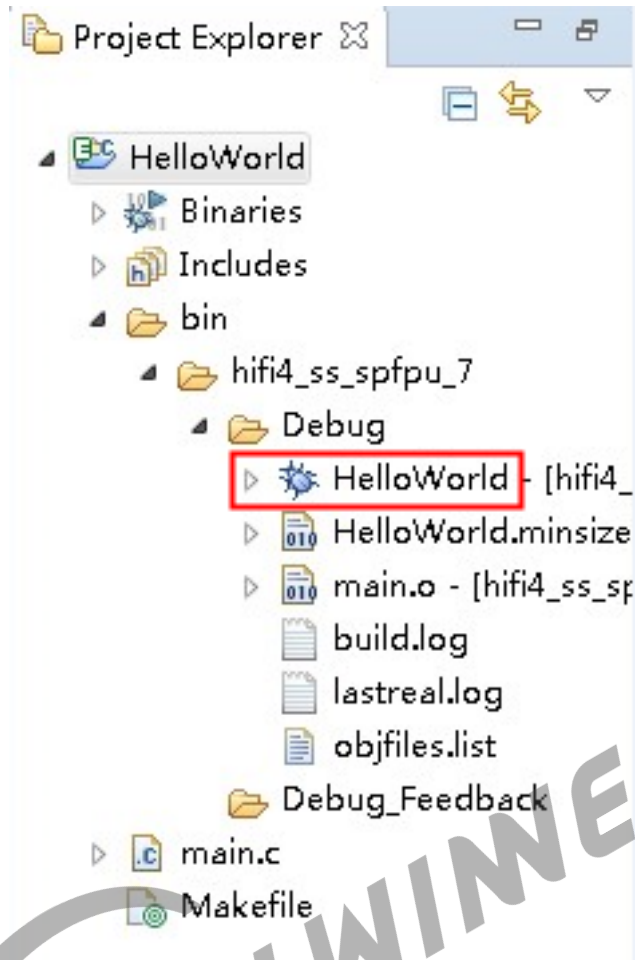 Project Explorer
HelloWorld
Binaries
Includes
bin
hifi4_ss_spfpu_7
Debug
HelloWorld - [hifi4_
HelloWorld.minsize
main.o - [hifi4_ss_sp
build.log
lastreal.log
objfiles.list
Debug_Feedback
main.c
Makefile